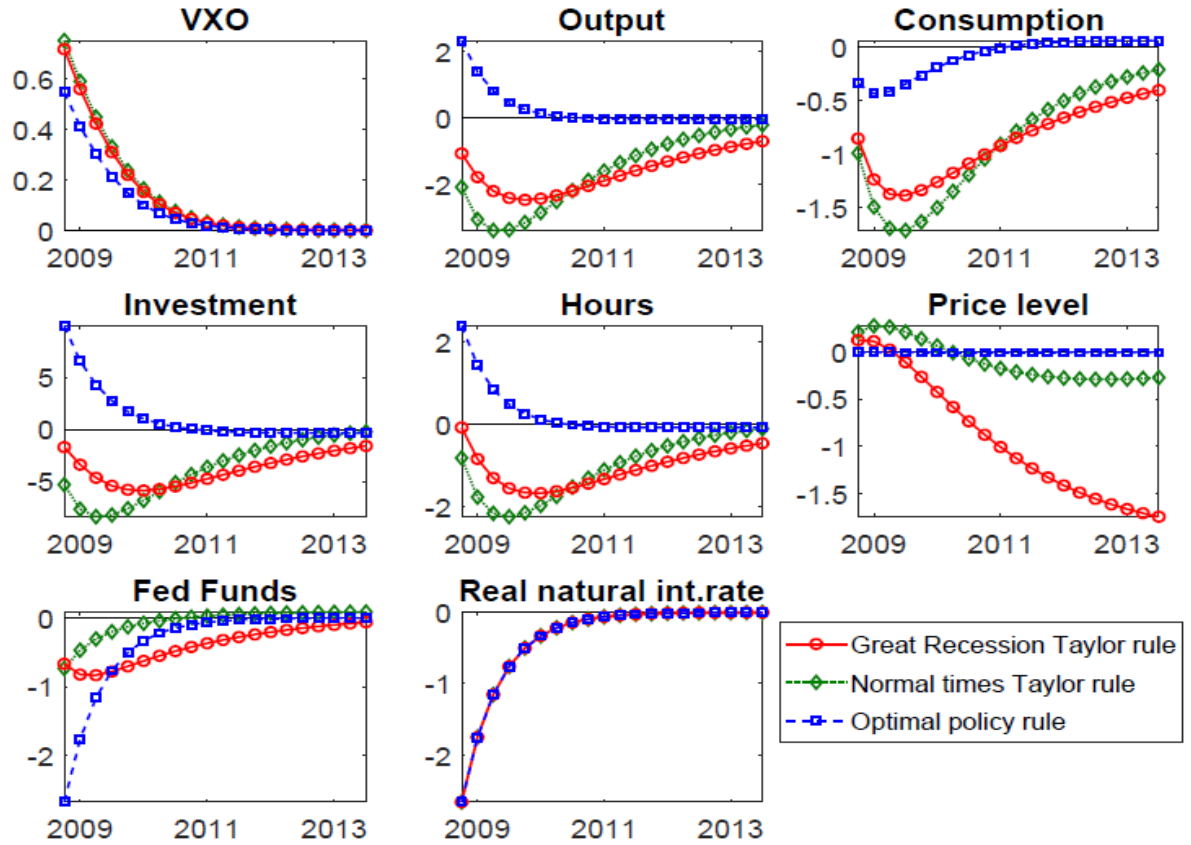 VXO Output Consumption
0.6 2 0
0.4 0 -0.5
0.2 -2 -1
0 -1.5
2009 2011 2013 2009 2011 2013 2009 2011 2013
Investment Hours Price level
5 2 0
0 0 -0.5
-5 -2 -1
-1.5
2009 2011 2013 2009 2011 2013 2009 2011 2013
Fed Funds Real natural int.rate
0 0
-1 -1
-2 -2
2009 2011 2013 2009 2011 2013
Great Recession Taylor rule
Normal times Taylor rule
Optimal policy rule